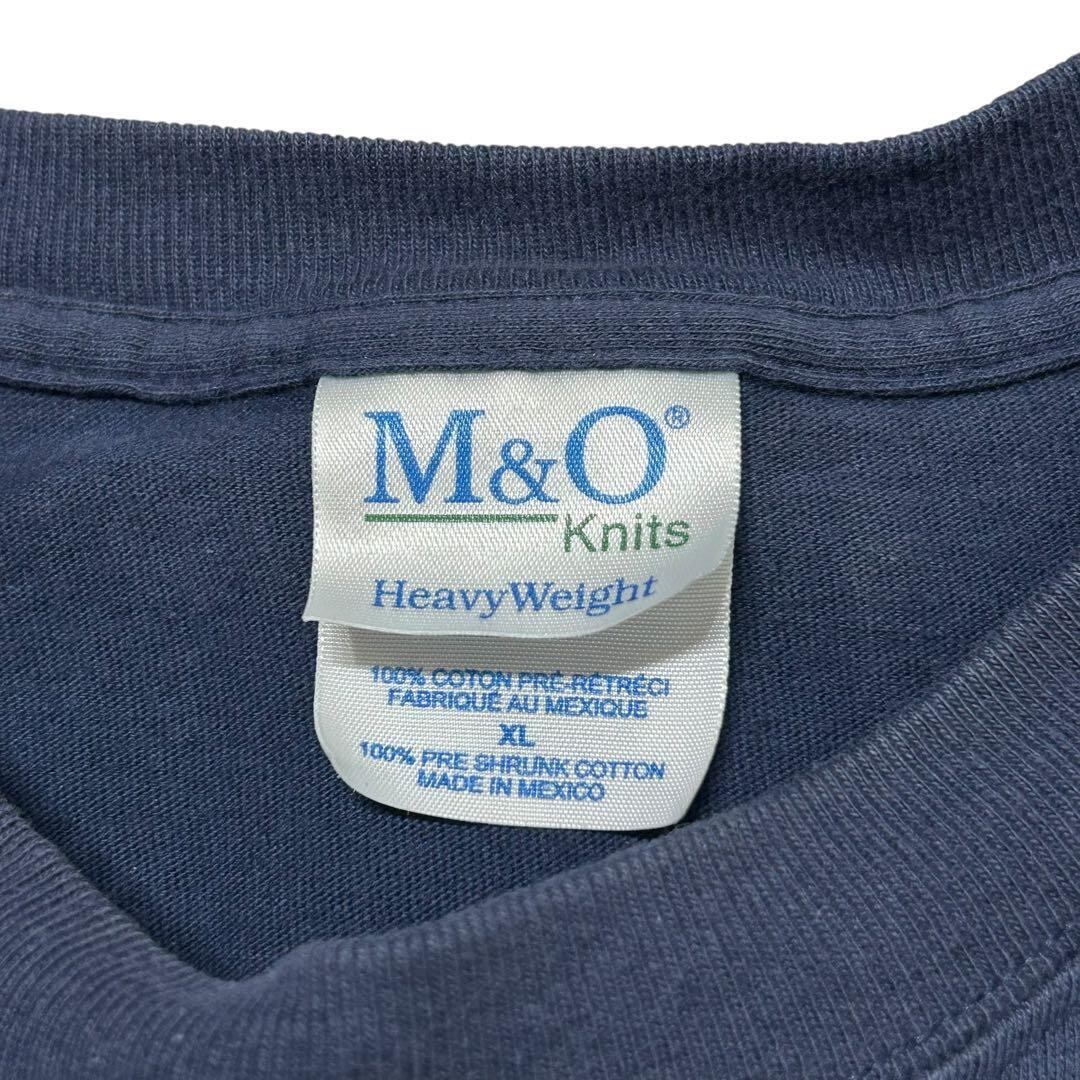 M&O®
Knits
HeavyWeight
100% COTON PRÉ-RÉTRÉCI
FABRIQUÉ AU MEXIQUE
XL
100% PRE SHRUNK COTTON
MADE IN MEXICO